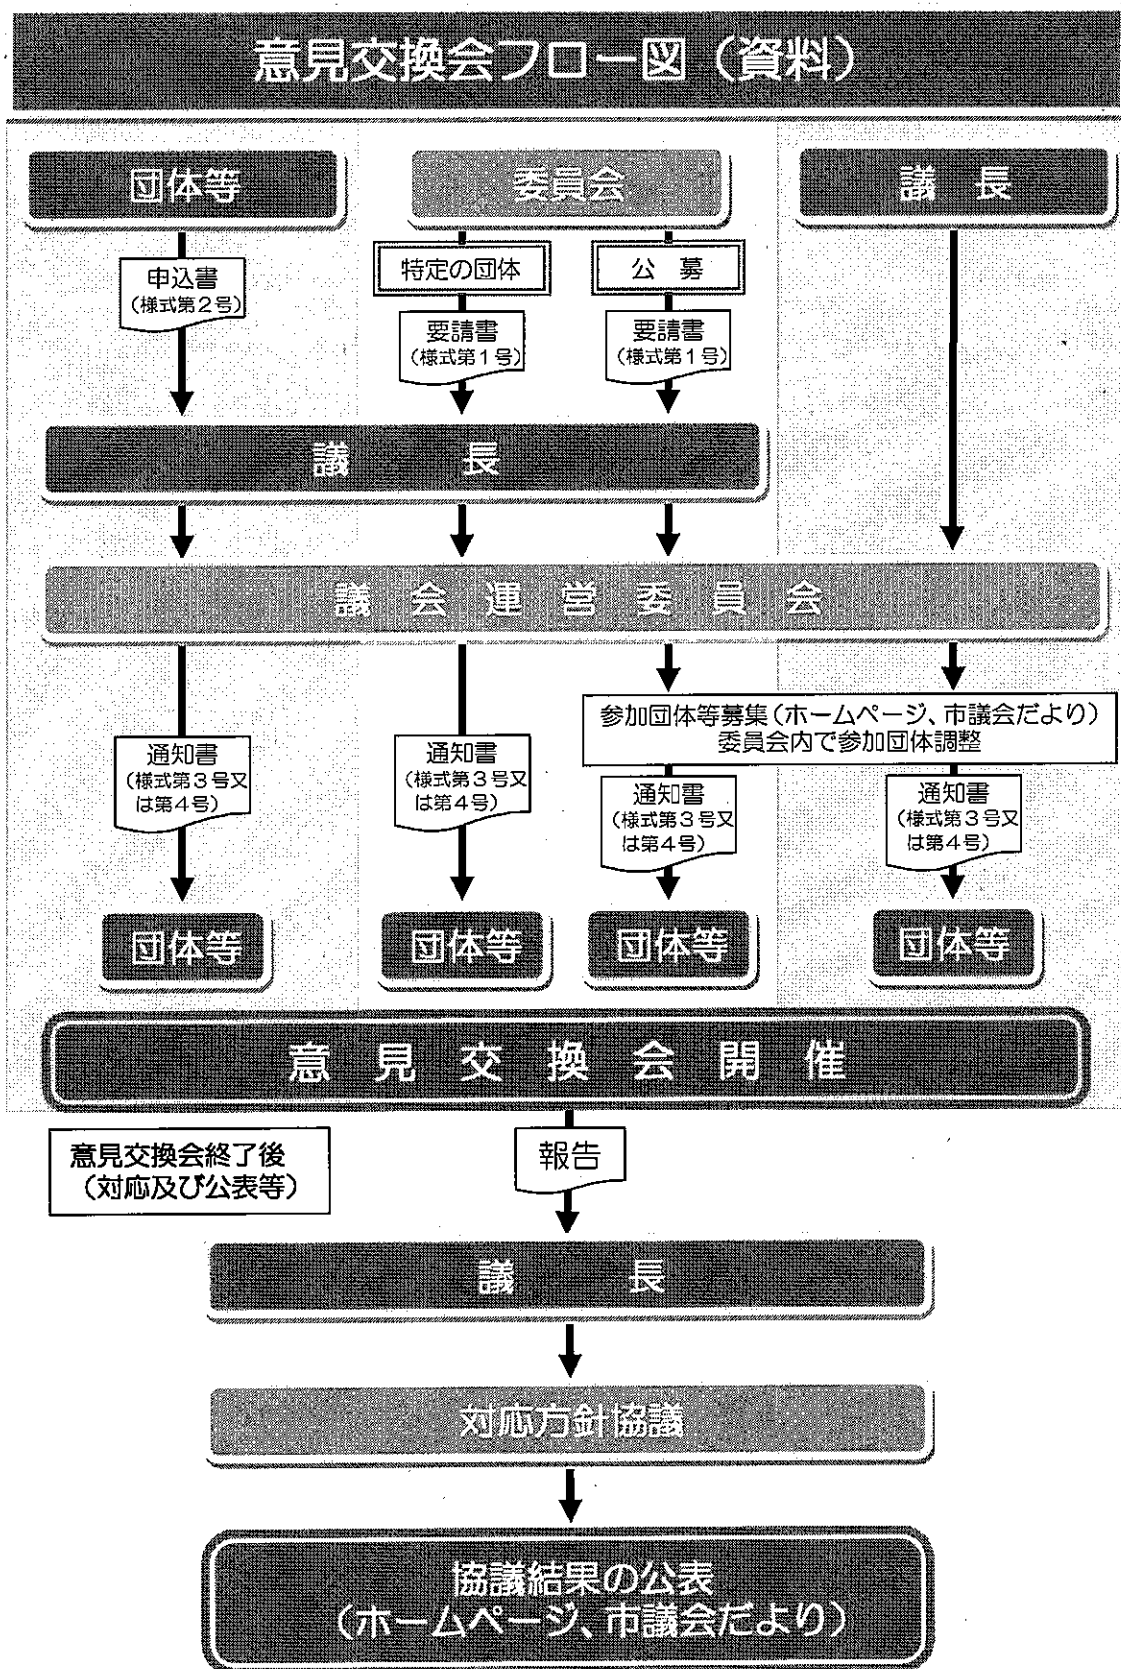 意見交換会フロー図（資料）
団体等
委員会
議　長
特定の団体
公　募
申込書
（様式第２号）
要請書
（様式第１号）
要請書
（様式第１号）
議　長
議会運営委員会
参加団体等募集（ホームページ、市議会だより）
委員会内で参加団体調整
通知書
（様式第３号又
は第４号）
通知書
（様式第３号又
は第４号）
通知書
（様式第３号又
は第４号）
通知書
（様式第３号又
は第４号）
団体等
団体等
団体等
団体等
意見交換会開催
意見交換会終了後
（対応及び公表等）
報告
議　長
対応方針協議
協議結果の公表
（ホームページ、市議会だより）